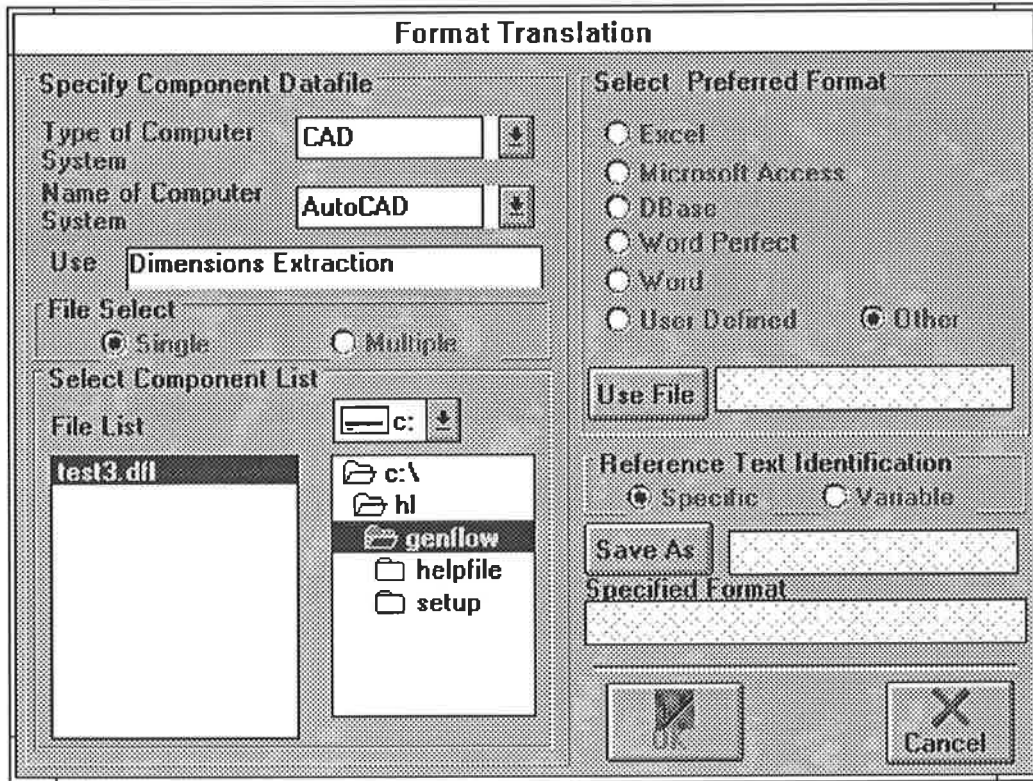 Format Translation
Specify Component Datafile
Type of Computer
System
CAD
Name of Computer
System
AutoCAD
Use
Dimensions Extraction
File Select
Single
Multiple
Select Component List
File List
c:
test3.dfl
c:\
hl
genflow
helpfile
setup
Select Preferred Format
Excel
Microsoft Access
DBase
Word Perfect
Word
User Defined
Other
Use File
Reference Text Identification
Specific
Variable
Save As
Specified Format
OK
Cancel